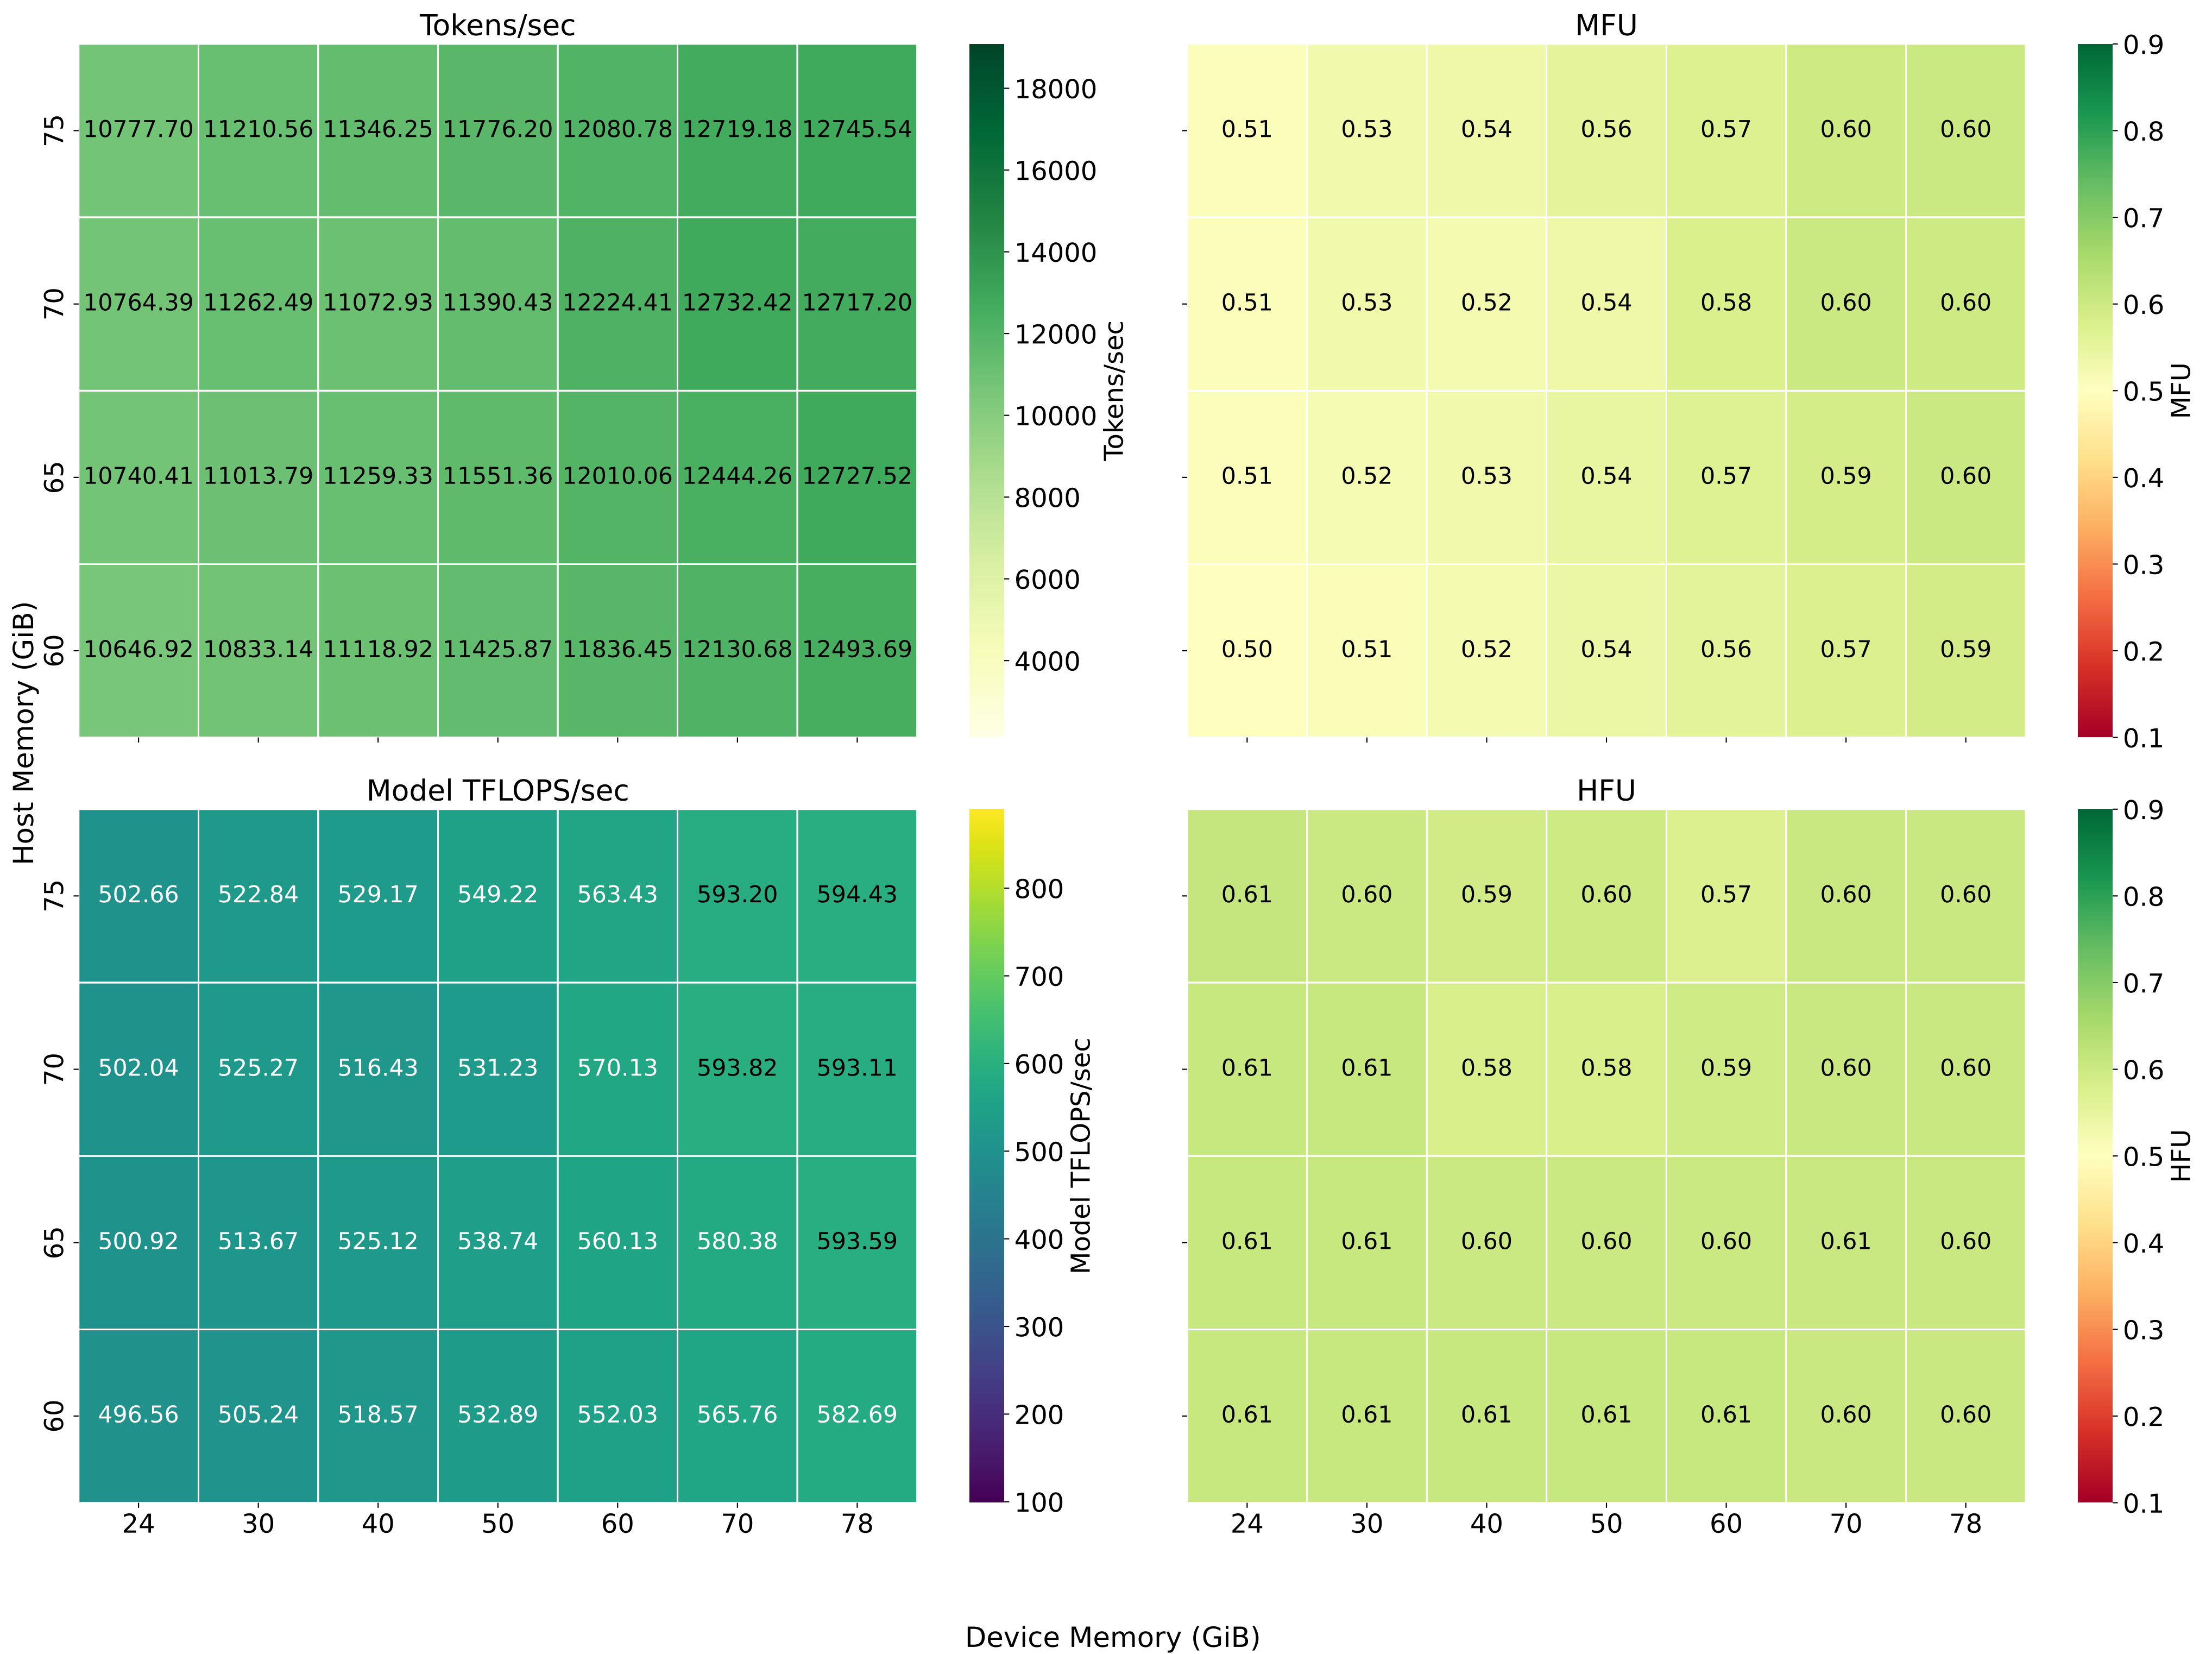 Tokens/sec
75
10777.70 11210.56 11346.25 11776.20 12080.78 12719.18 12745.54
70
10764.39 11262.49 11072.93 11390.43 12224.41 12732.42 12717.20
65
10740.41 11013.79 11259.33 11551.36 12010.06 12444.26 12727.52
60
10646.92 10833.14 11118.92 11425.87 11836.45 12130.68 12493.69
18000
16000
14000
12000
10000
8000
6000
4000
Tokens/sec
MFU
0.51 0.53 0.54 0.56 0.57 0.60 0.60
0.51 0.53 0.52 0.54 0.58 0.60 0.60
0.51 0.52 0.53 0.54 0.57 0.59 0.60
0.50 0.51 0.52 0.54 0.56 0.57 0.59
0.9
0.8
0.7
0.6
0.5
0.4
0.3
0.2
0.1
MFU
Host Memory (GiB)
Model TFLOPS/sec
75
502.66 522.84 529.17 549.22 563.43 593.20 594.43
70
502.04 525.27 516.43 531.23 570.13 593.82 593.11
65
500.92 513.67 525.12 538.74 560.13 580.38 593.59
60
496.56 505.24 518.57 532.89 552.03 565.76 582.69
24 30 40 50 60 70 78
800
700
600
500
400
300
200
100
Model TFLOPS/sec
HFU
0.61 0.60 0.59 0.60 0.57 0.60 0.60
0.61 0.61 0.58 0.58 0.59 0.60 0.60
0.61 0.61 0.60 0.60 0.60 0.61 0.60
0.61 0.61 0.61 0.61 0.61 0.60 0.60
24 30 40 50 60 70 78
0.9
0.8
0.7
0.6
0.5
0.4
0.3
0.2
0.1
HFU
Device Memory (GiB)